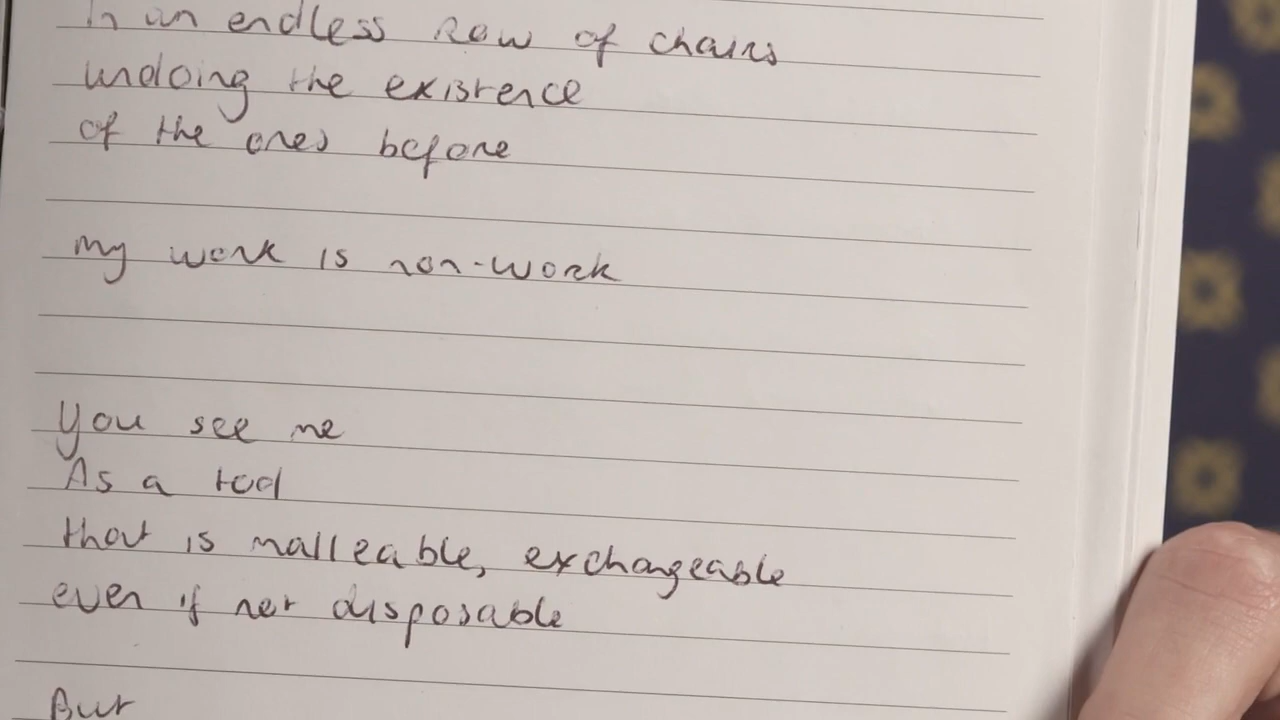 In an endless row of chairs
undoing the existence
of the ones before
my work is non-work
You see me
As a tool
that is malleable, exchangeable
even if not disposable
But